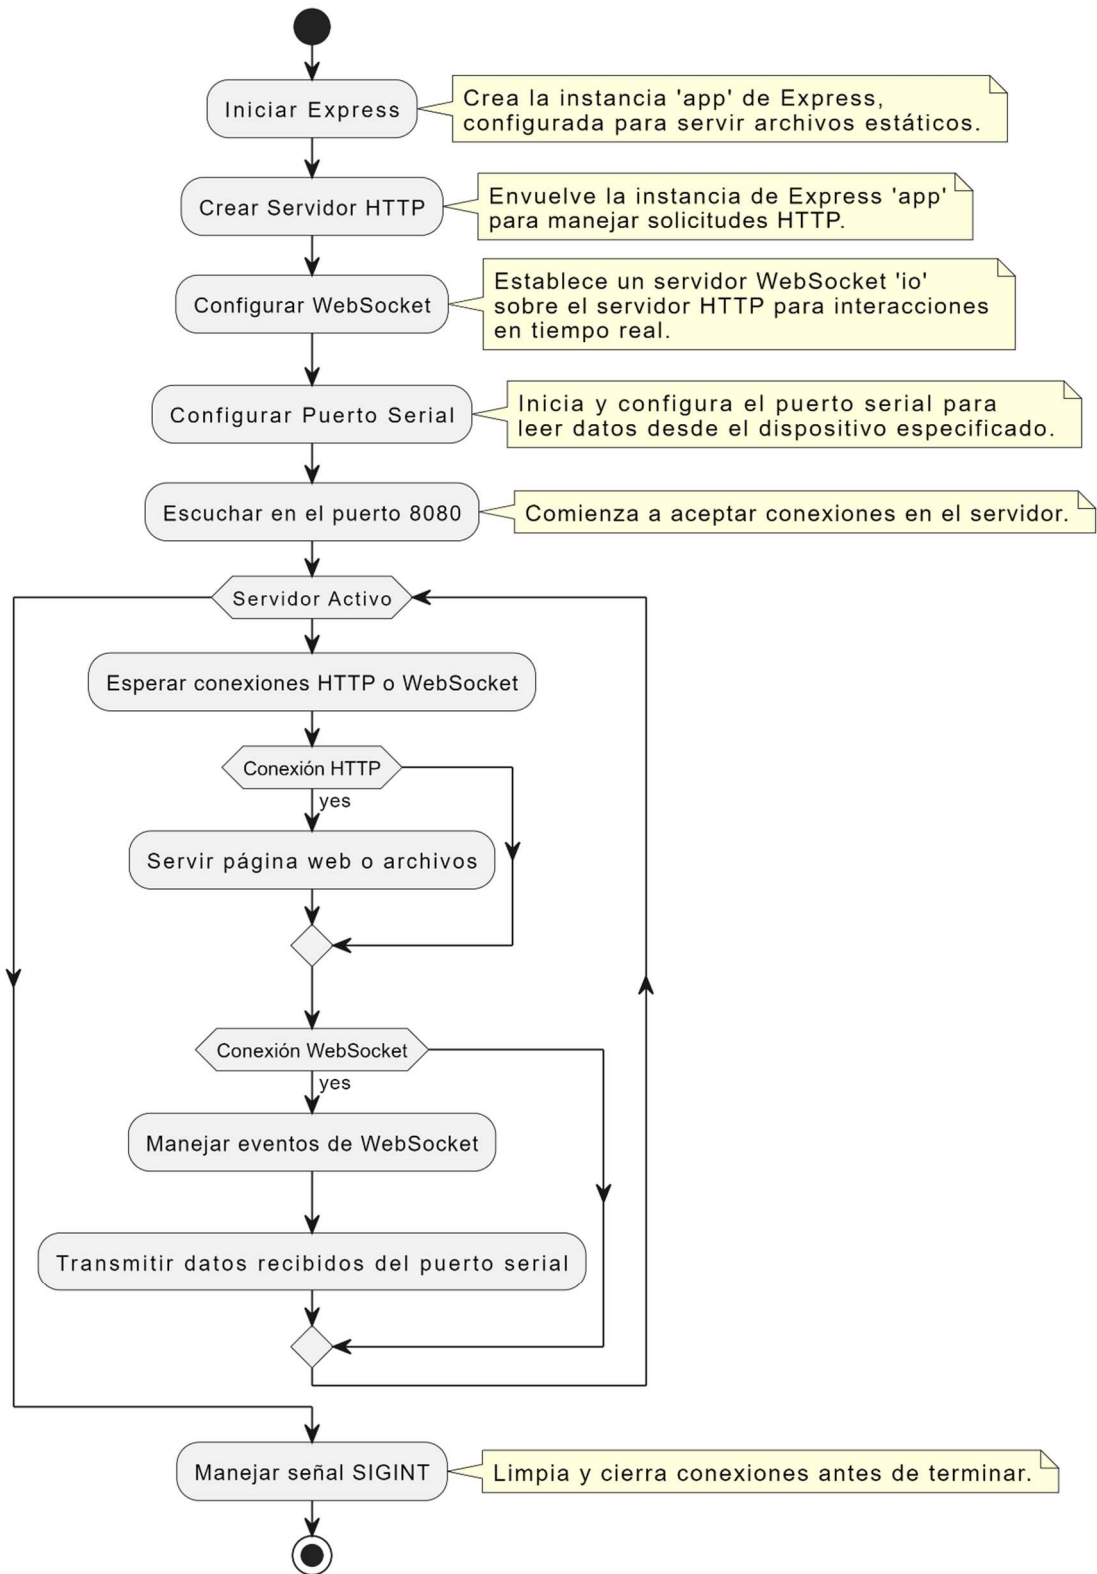 Iniciar Express
Crea la instancia 'app' de Express,
configurada para servir archivos estáticos.
Crear Servidor HTTP
Envuelve la instancia de Express 'app'
para manejar solicitudes HTTP.
Configurar WebSocket
Establece un servidor WebSocket 'io'
sobre el servidor HTTP para interacciones
en tiempo real.
Configurar Puerto Serial
Inicia y configura el puerto serial para
leer datos desde el dispositivo especificado.
Escuchar en el puerto 8080
Comienza a aceptar conexiones en el servidor.
Servidor Activo
Esperar conexiones HTTP o WebSocket
Conexión HTTP
yes
Servir página web o archivos
Conexión WebSocket
yes
Manejar eventos de WebSocket
Transmitir datos recibidos del puerto serial
Manejar señal SIGINT
Limpia y cierra conexiones antes de terminar.